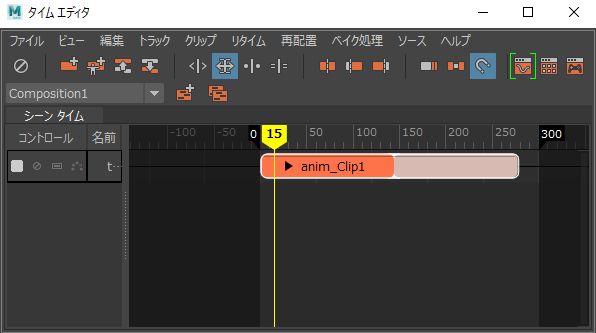 タイム エディタ
ファイル ビュー 編集 トラック クリップ リタイム 再配置 ベイク処理 ソース ヘルプ
Composition1
シーン タイム
コントロール 名前 -100 -50 0 15 50 100 150 200 250 300
t··· anim_Clip1